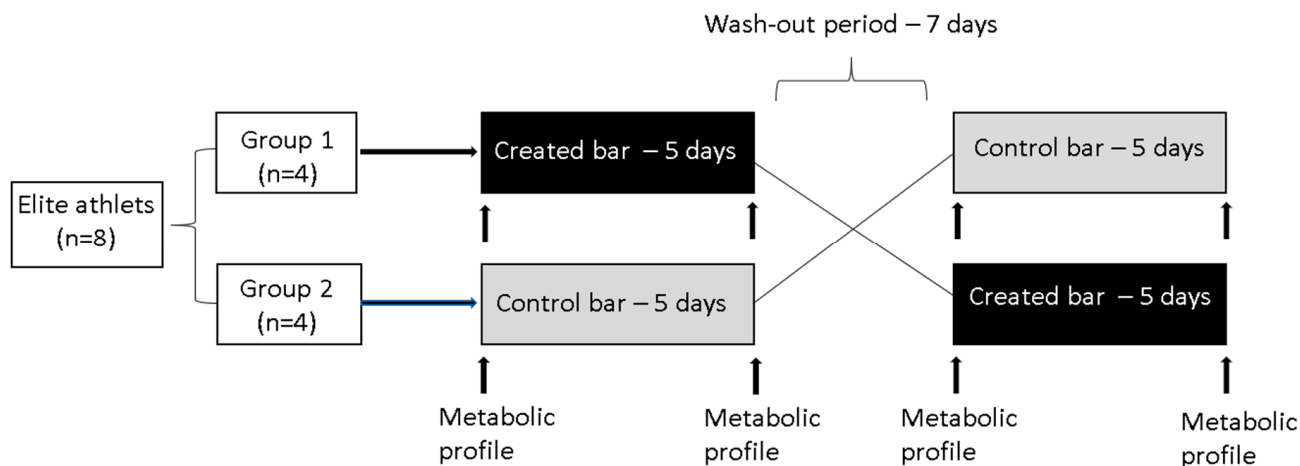 Wash-out period – 7 days
Group 1
(n=4)
Created bar – 5 days
Control bar – 5 days
Elite athlets
(n=8)
Group 2
(n=4)
Control bar – 5 days
Created bar – 5 days
Metabolic
profile
Metabolic
profile
Metabolic
profile
Metabolic
profile